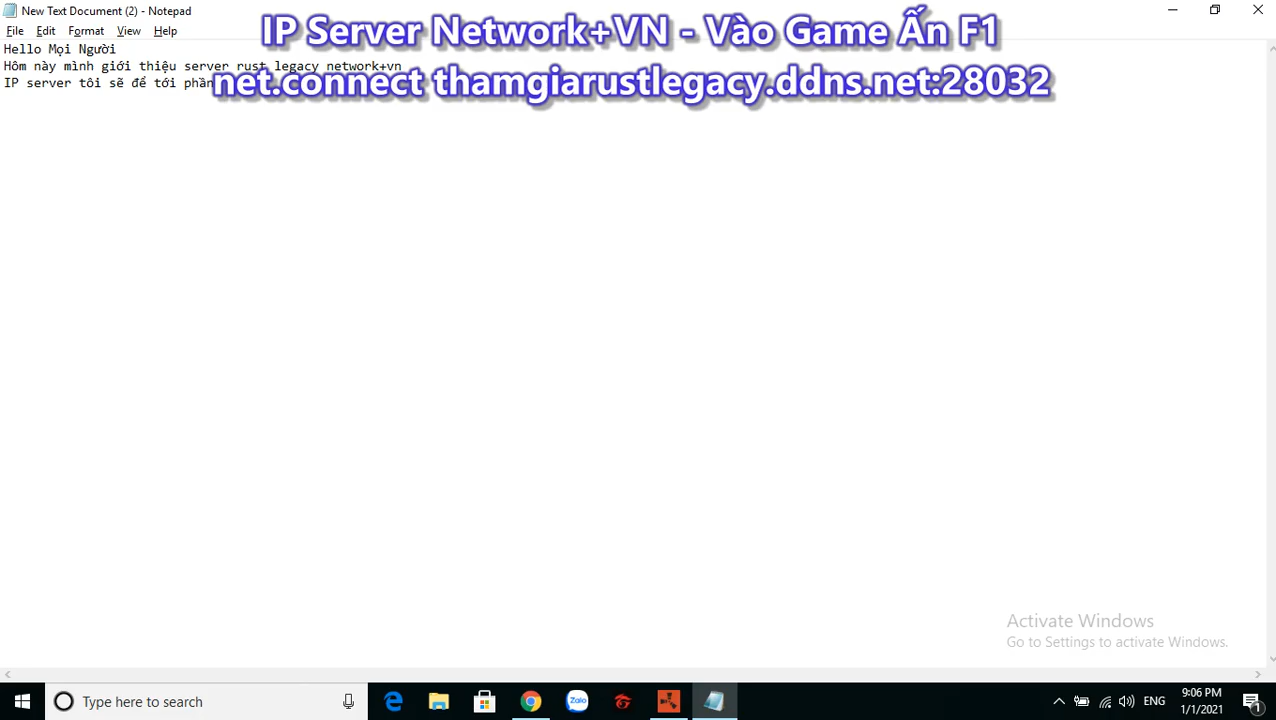 New Text Document (2) - Notepad
IP Server Network+VN - Vào Game Ấn F1
File Edit Format View Help
Hello Mọi Người
Hôm này mình giới thiệu server rust legacy network+vn
IP server tôi sẽ để tới phần
net.connect thamgiarustlegacy.ddns.net:28032
Activate Windows
Go to Settings to activate Windows.
Type here to search
Zalo
ENG
9:06 PM
1/1/2021
1